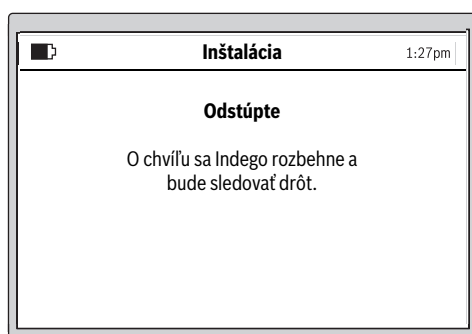 Inštalácia 1:27pm
Odstúpte
O chvíľu sa Indego rozbehne a
bude sledovať drôt.